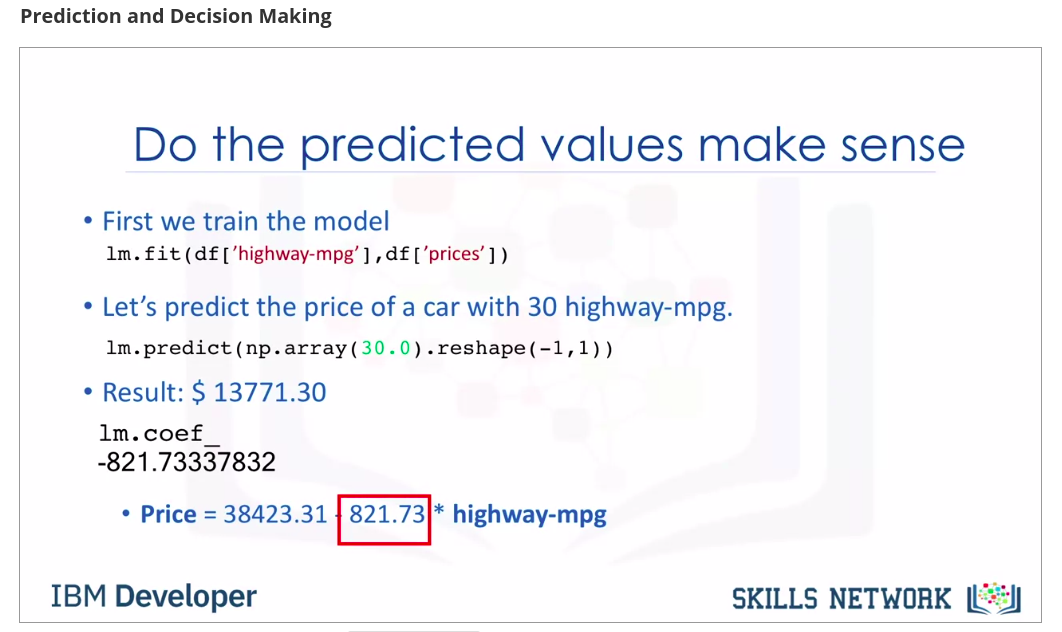 Prediction and Decision Making
Do the predicted values make sense
• First we train the model
lm.fit(df['highway-mpg'],df['prices'])
• Let's predict the price of a car with 30 highway-mpg.
lm.predict(np.array(30.0).reshape(-1,1))
• Result: $ 13771.30
lm.coef_
-821.73337832
• Price = 38423.31 - 821.73 * highway-mpg
IBM Developer
SKILLS NETWORK